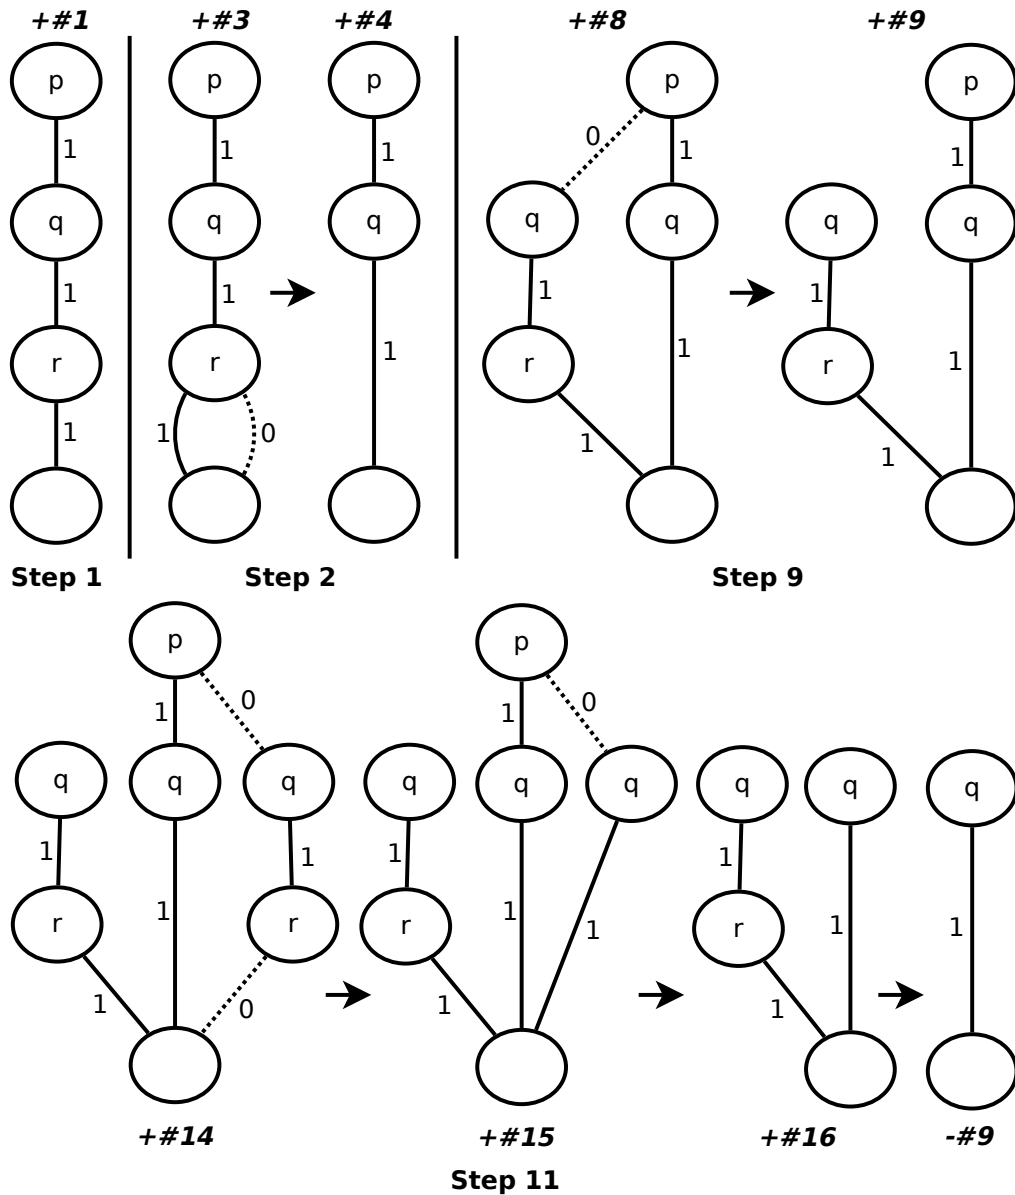 +#1 +#3 +#4 +#8 +#9
p p p p p
1 1 1 0 1 1
q q q q q q q
1 1 1 1
r r 1 1 r r 1
1 1 0 1 1
Step 1 Step 2 Step 9
p p
1 0 1 0
q q q q q q q q q
1 1 1 1
r 1 r r 1 1 r 1 1
1 0 1 1
+#14 +#15 +#16 -#9
Step 11